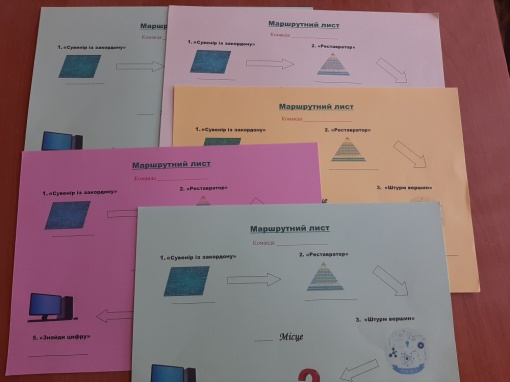 Маршрутний
Команда
1. «Сувенір із закордону»
Маршрутний лист
Команда
1. «Сувенір із закордону»
2. «Реставратор»
Маршрутний лист
Команда
1. «Сувенір із закордону»
2. «Реставратор»
3. «Штурм вершин»
Маршрутний лист
Команда
1. «Сувенір із закордону»
2. «Реставратор»
5. «Знайди цифру»
Маршрутний лист
Команда
1. «Сувенір із закордону»
2. «Реставратор»
3. «Штурм вершин»
Місце
?